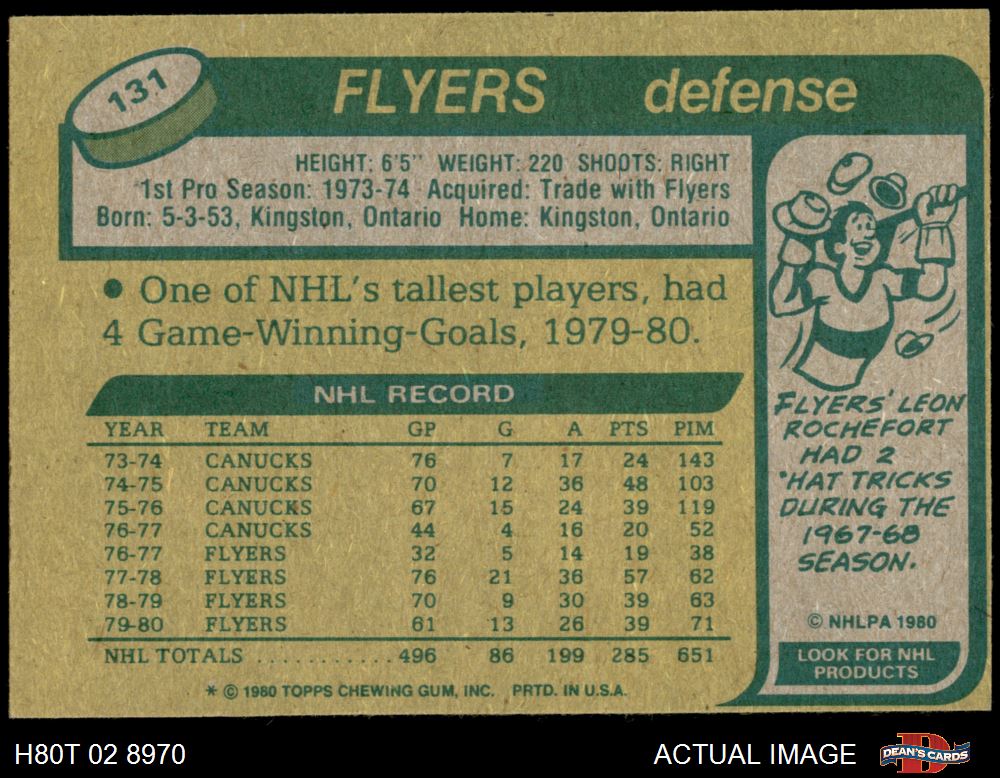 131
FLYERS defense
HEIGHT: 6'5" WEIGHT: 220 SHOOTS: RIGHT
1st Pro Season: 1973-74 Acquired: Trade with Flyers
Born: 5-3-53, Kingston, Ontario Home: Kingston, Ontario
• One of NHL's tallest players, had
4 Game-Winning-Goals, 1979-80.
NHL RECORD
YEAR TEAM GP G A PTS PIM
73-74 CANUCKS 76 7 17 24 143
74-75 CANUCKS 70 12 36 48 103
75-76 CANUCKS 67 15 24 39 119
76-77 CANUCKS 44 4 16 20 52
76-77 FLYERS 32 5 14 19 38
77-78 FLYERS 76 21 36 57 62
78-79 FLYERS 70 9 30 39 63
79-80 FLYERS 61 13 26 39 71
NHL TOTALS ........... 496 86 199 285 651
* © 1980 TOPPS CHEWING GUM, INC. PRTD. IN U.S.A.
FLYERS' LEON
ROCHEFORT
HAD 2
'HAT TRICKS
DURING THE
1967-68
SEASON.
© NHLPA 1980
LOOK FOR NHL
PRODUCTS
H80T 02 8970
ACTUAL IMAGE
D
DEAN'S CARDS